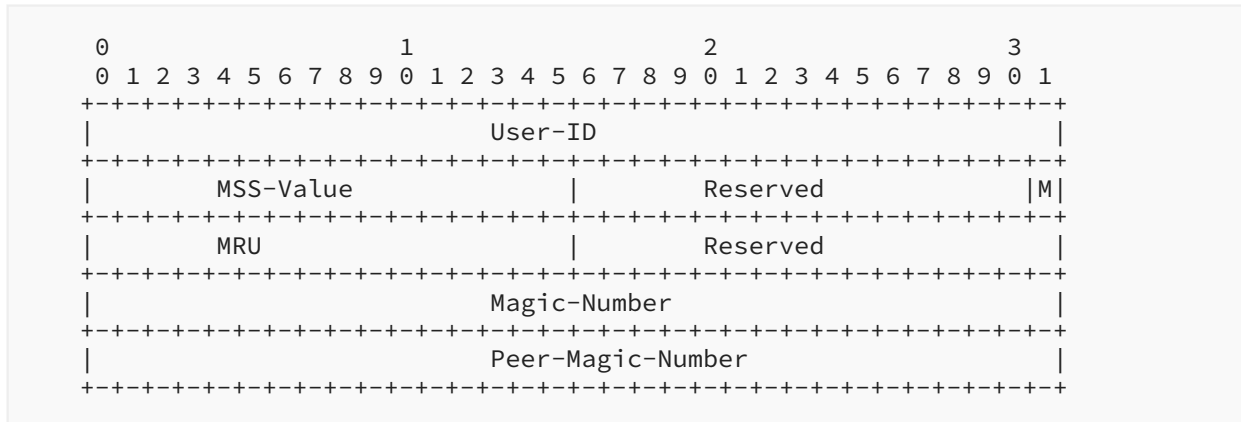 0                   1                   2                   3
 0 1 2 3 4 5 6 7 8 9 0 1 2 3 4 5 6 7 8 9 0 1 2 3 4 5 6 7 8 9 0 1
+-+-+-+-+-+-+-+-+-+-+-+-+-+-+-+-+-+-+-+-+-+-+-+-+-+-+-+-+-+-+-+-+
|                          User-ID                              |
+-+-+-+-+-+-+-+-+-+-+-+-+-+-+-+-+-+-+-+-+-+-+-+-+-+-+-+-+-+-+-+-+
|        MSS-Value              |        Reserved             |M|
+-+-+-+-+-+-+-+-+-+-+-+-+-+-+-+-+-+-+-+-+-+-+-+-+-+-+-+-+-+-+-+-+
|        MRU                    |        Reserved               |
+-+-+-+-+-+-+-+-+-+-+-+-+-+-+-+-+-+-+-+-+-+-+-+-+-+-+-+-+-+-+-+-+
|                          Magic-Number                         |
+-+-+-+-+-+-+-+-+-+-+-+-+-+-+-+-+-+-+-+-+-+-+-+-+-+-+-+-+-+-+-+-+
|                          Peer-Magic-Number                    |
+-+-+-+-+-+-+-+-+-+-+-+-+-+-+-+-+-+-+-+-+-+-+-+-+-+-+-+-+-+-+-+-+